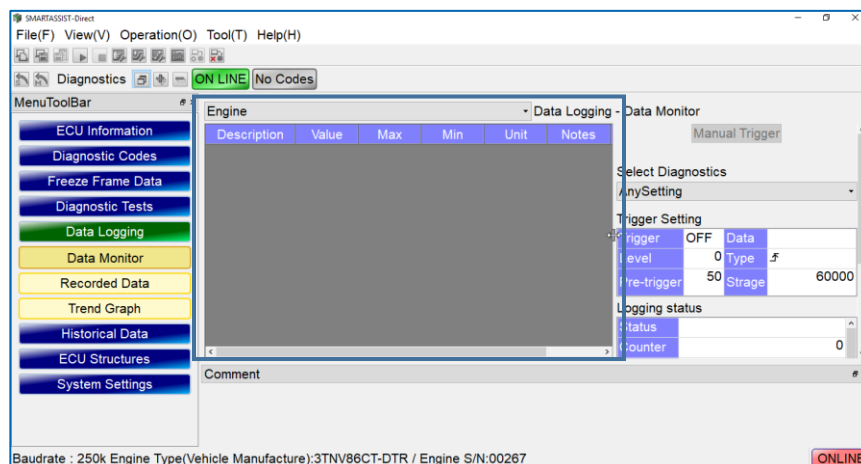 SMARTASSIST-Direct
File(F) View(V) Operation(O) Tool(T) Help(H)
Diagnostics ON LINE No Codes
MenuToolBar
ECU Information
Diagnostic Codes
Freeze Frame Data
Diagnostic Tests
Data Logging
Data Monitor
Recorded Data
Trend Graph
Historical Data
ECU Structures
System Settings
Engine
Data Logging - Data Monitor
Description Value Max Min Unit Notes
Manual Trigger
Select Diagnostics
AnySetting
Trigger Setting
Trigger OFF Data
Level 0 Type
Pre-trigger 50 Strage 60000
Logging status
Status
Counter 0
Comment
Baudrate : 250k Engine Type(Vehicle Manufacture):3TNV86CT-DTR / Engine S/N:00267
ONLINE